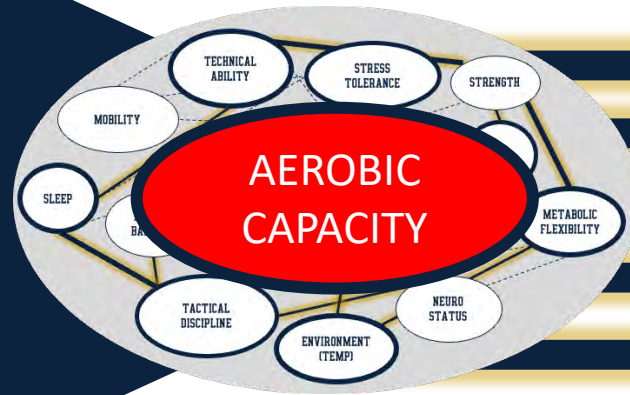 TECHNICAL
ABILITY
STRESS
TOLERANCE
STRENGTH
MOBILITY
AEROBIC
CAPACITY
SLEEP
METABOLIC
FLEXIBILITY
TACTICAL
DISCIPLINE
NEURO
STATUS
ENVIRONMENT
(TEMP)